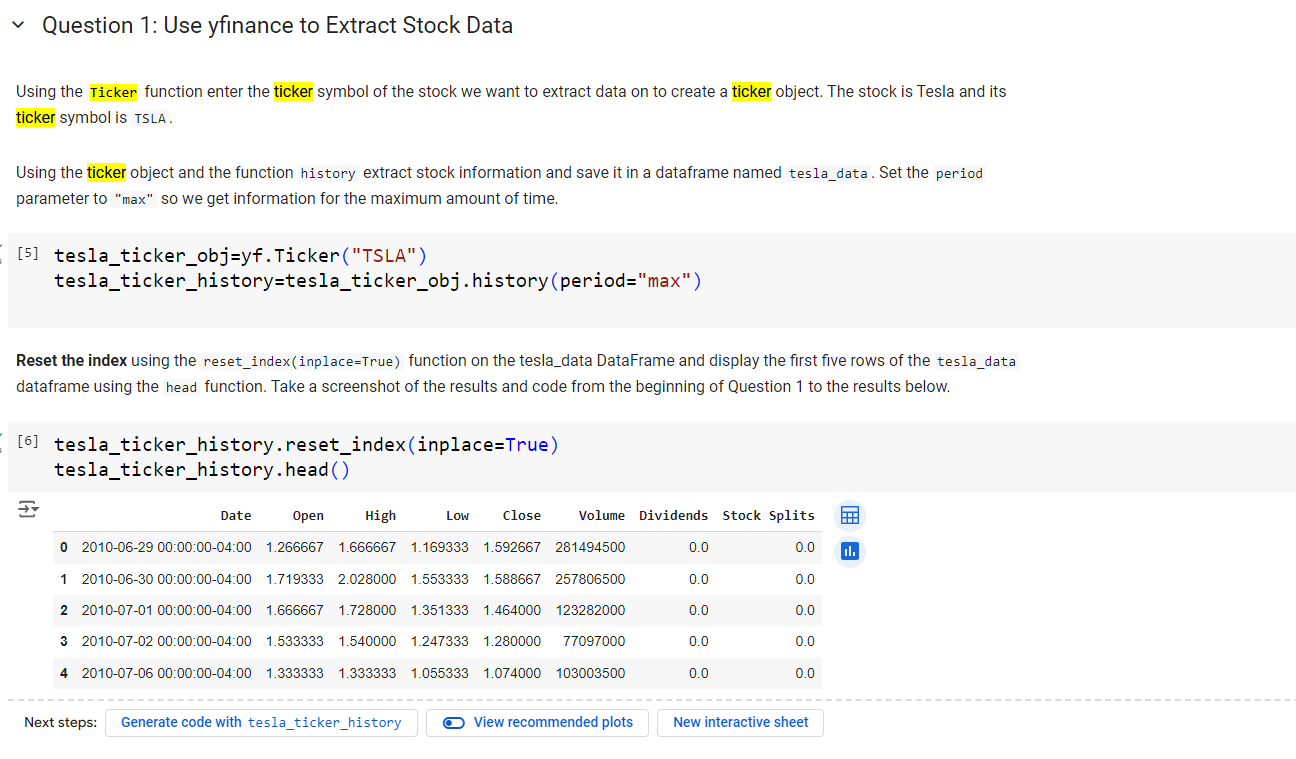 Question 1: Use yfinance to Extract Stock Data
Using the Ticker function enter the ticker symbol of the stock we want to extract data on to create a ticker object. The stock is Tesla and its
ticker symbol is TSLA.
Using the ticker object and the function history extract stock information and save it in a dataframe named tesla_data. Set the period
parameter to "max" so we get information for the maximum amount of time.
[5] tesla_ticker_obj=yf.Ticker("TSLA")
tesla_ticker_history=tesla_ticker_obj.history(period="max")
Reset the index using the reset_index(inplace=True) function on the tesla_data DataFrame and display the first five rows of the tesla_data
dataframe using the head function. Take a screenshot of the results and code from the beginning of Question 1 to the results below.
[6] tesla_ticker_history.reset_index(inplace=True)
tesla_ticker_history.head()
Date Open High Low Close Volume Dividends Stock Splits
0 2010-06-29 00:00:00-04:00 1.266667 1.666667 1.169333 1.592667 281494500 0.0 0.0
1 2010-06-30 00:00:00-04:00 1.719333 2.028000 1.553333 1.588667 257806500 0.0 0.0
2 2010-07-01 00:00:00-04:00 1.666667 1.728000 1.351333 1.464000 123282000 0.0 0.0
3 2010-07-02 00:00:00-04:00 1.533333 1.540000 1.247333 1.280000 77097000 0.0 0.0
4 2010-07-06 00:00:00-04:00 1.333333 1.333333 1.055333 1.074000 103003500 0.0 0.0
Next steps: Generate code with tesla_ticker_history View recommended plots New interactive sheet